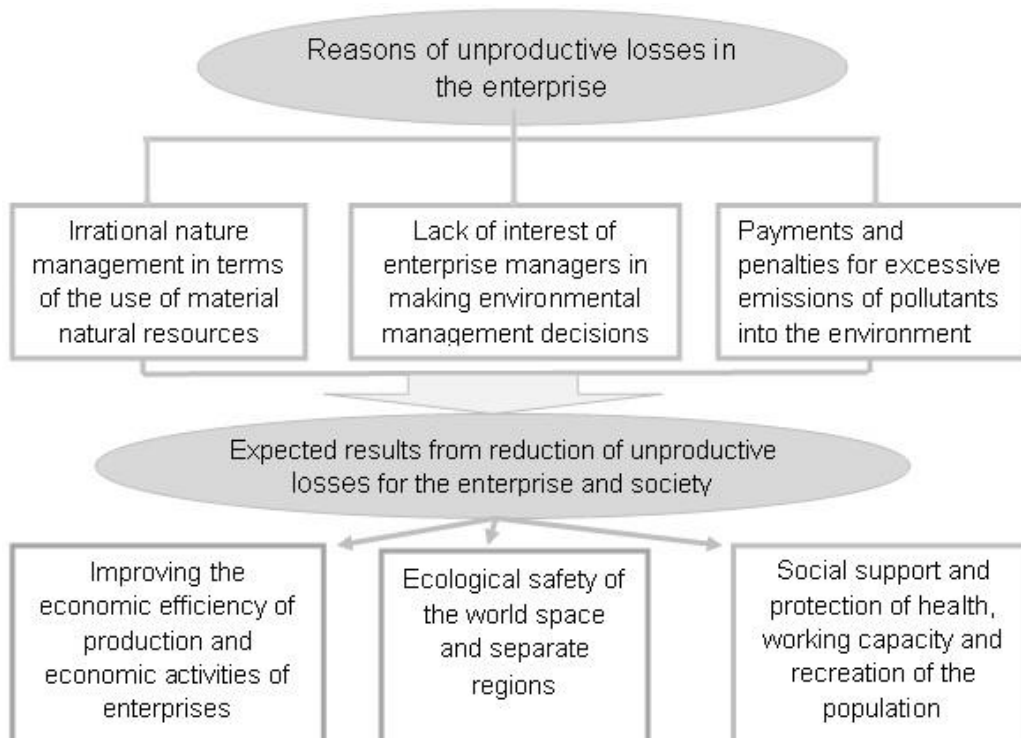 Reasons of unproductive losses in
the enterprise
Irrational nature
management in terms
of the use of material
natural resources
Lack of interest of
enterprise managers in
making environmental
management decisions
Payments and
penalties for excessive
emissions of pollutants
into the environment
Expected results from reduction of unproductive
losses for the enterprise and society
Improving the
economic efficiency of
production and
economic activities of
enterprises
Ecological safety of
the world space
and separate
regions
Social support and
protection of health,
working capacity and
recreation of the
population